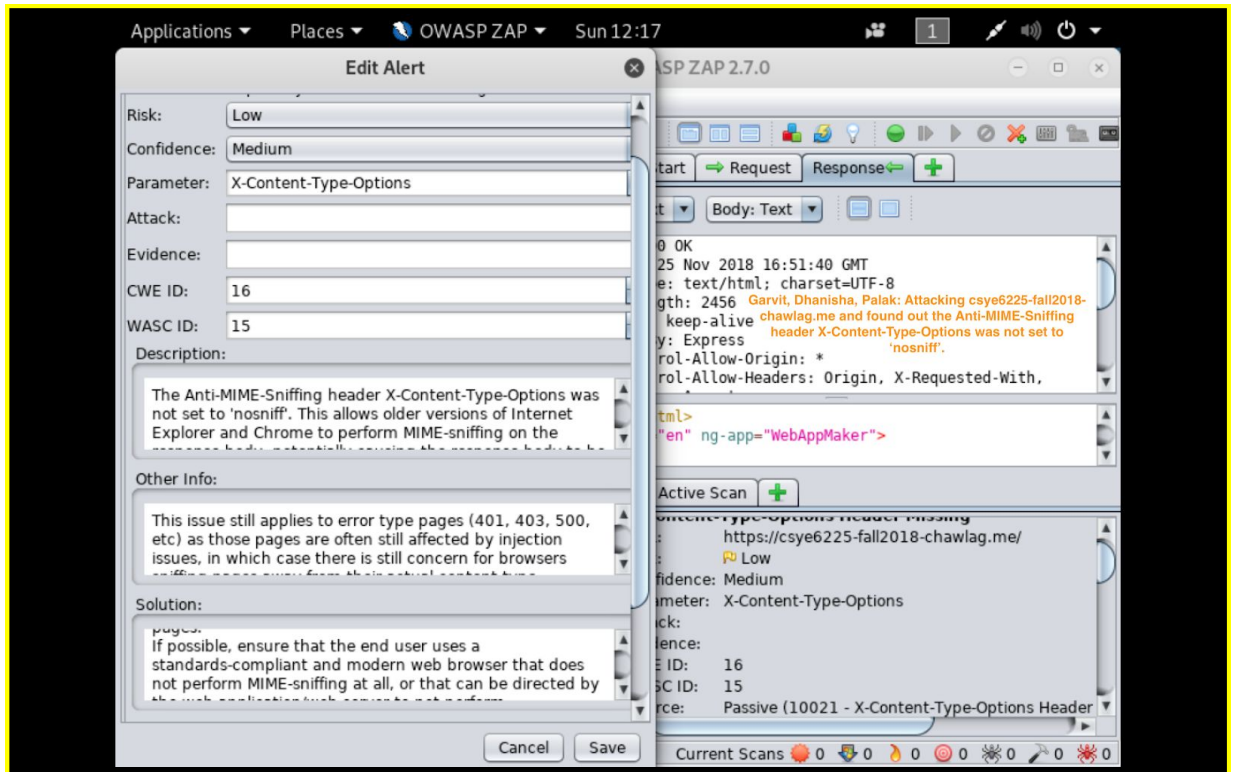 Applications Places OWASP ZAP Sun 12:17 1
Edit Alert
Risk: Low
Confidence: Medium
Parameter: X-Content-Type-Options
Attack:
Evidence:
CWE ID: 16
WASC ID: 15
Description:
The Anti-MIME-Sniffing header X-Content-Type-Options was
not set to 'nosniff'. This allows older versions of Internet
Explorer and Chrome to perform MIME-sniffing on the
Other Info:
This issue still applies to error type pages (401, 403, 500,
etc) as those pages are often still affected by injection
issues, in which case there is still concern for browsers
Solution:
pages.
If possible, ensure that the end user uses a
standards-compliant and modern web browser that does
not perform MIME-sniffing at all, or that can be directed by
Cancel Save
ASP ZAP 2.7.0
tart Request Response
t Body: Text
0 OK
25 Nov 2018 16:51:40 GMT
e: text/html; charset=UTF-8
gth: 2456
keep-alive
y: Express
rol-Allow-Origin: *
rol-Allow-Headers: Origin, X-Requested-With,
Garvit, Dhanisha, Palak: Attacking csye6225-fall2018-
chawlag.me and found out the Anti-MIME-Sniffing
header X-Content-Type-Options was not set to
'nosniff'.
tml>
"en" ng-app="WebAppMaker">
Active Scan
ontent-Type-Options Header Missing
: https://csye6225-fall2018-chawlag.me/
: Low
fidence: Medium
ameter: X-Content-Type-Options
ck:
dence:
E ID: 16
SC ID: 15
rce: Passive (10021 - X-Content-Type-Options Header
Current Scans 0 0 0 0 0 0 0